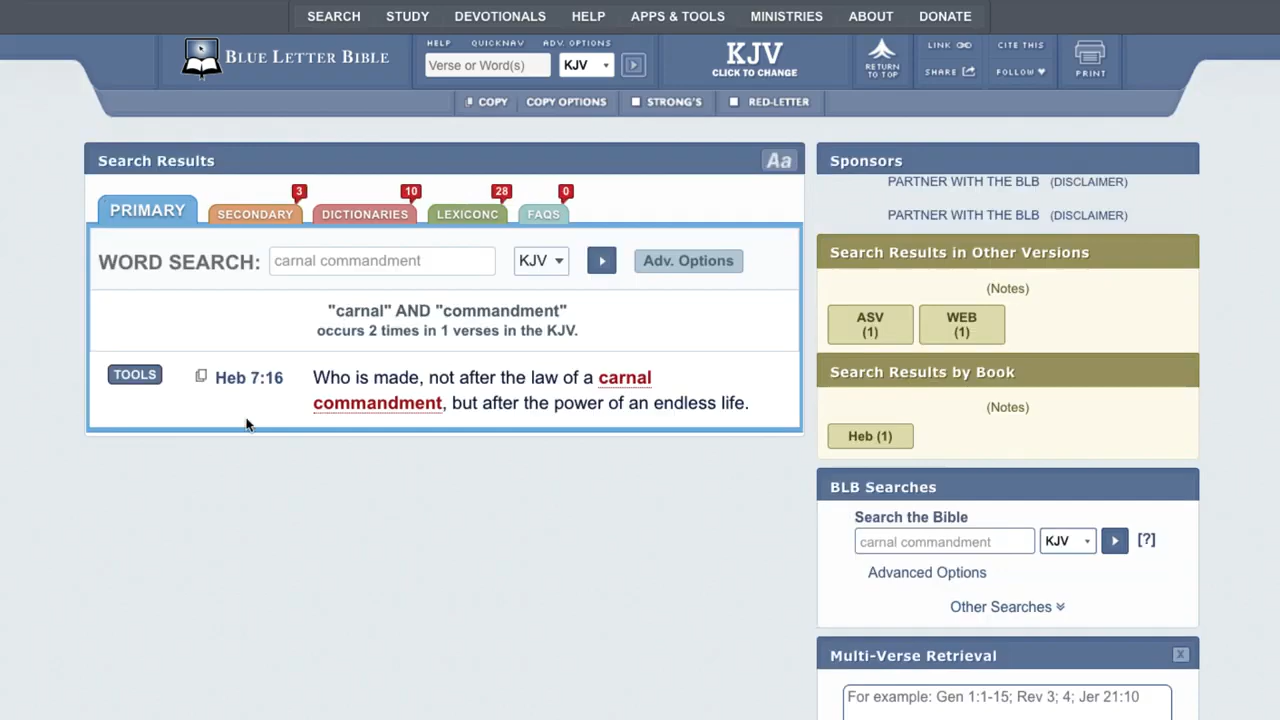 SEARCH STUDY DEVOTIONALS HELP APPS & TOOLS MINISTRIES ABOUT DONATE
BLUE LETTER BIBLE
HELP QUICKNAV ADV. OPTIONS
Verse or Word(s) KJV
KJV
CLICK TO CHANGE
RETURN
TO TOP
LINK CITE THIS
SHARE FOLLOW
PRINT
COPY COPY OPTIONS STRONG'S RED-LETTER
Search Results Aa
3 10 28 0
PRIMARY SECONDARY DICTIONARIES LEXICONC FAQS
WORD SEARCH: carnal commandment KJV Adv. Options
"carnal" AND "commandment"
occurs 2 times in 1 verses in the KJV.
TOOLS Heb 7:16 Who is made, not after the law of a carnal
commandment, but after the power of an endless life.
Sponsors
PARTNER WITH THE BLB (DISCLAIMER)
PARTNER WITH THE BLB (DISCLAIMER)
Search Results in Other Versions
(Notes)
ASV WEB
(1) (1)
Search Results by Book
(Notes)
Heb (1)
BLB Searches
Search the Bible
carnal commandment KJV [?]
Advanced Options
Other Searches
Multi-Verse Retrieval X
For example: Gen 1:1-15; Rev 3; 4; Jer 21:10